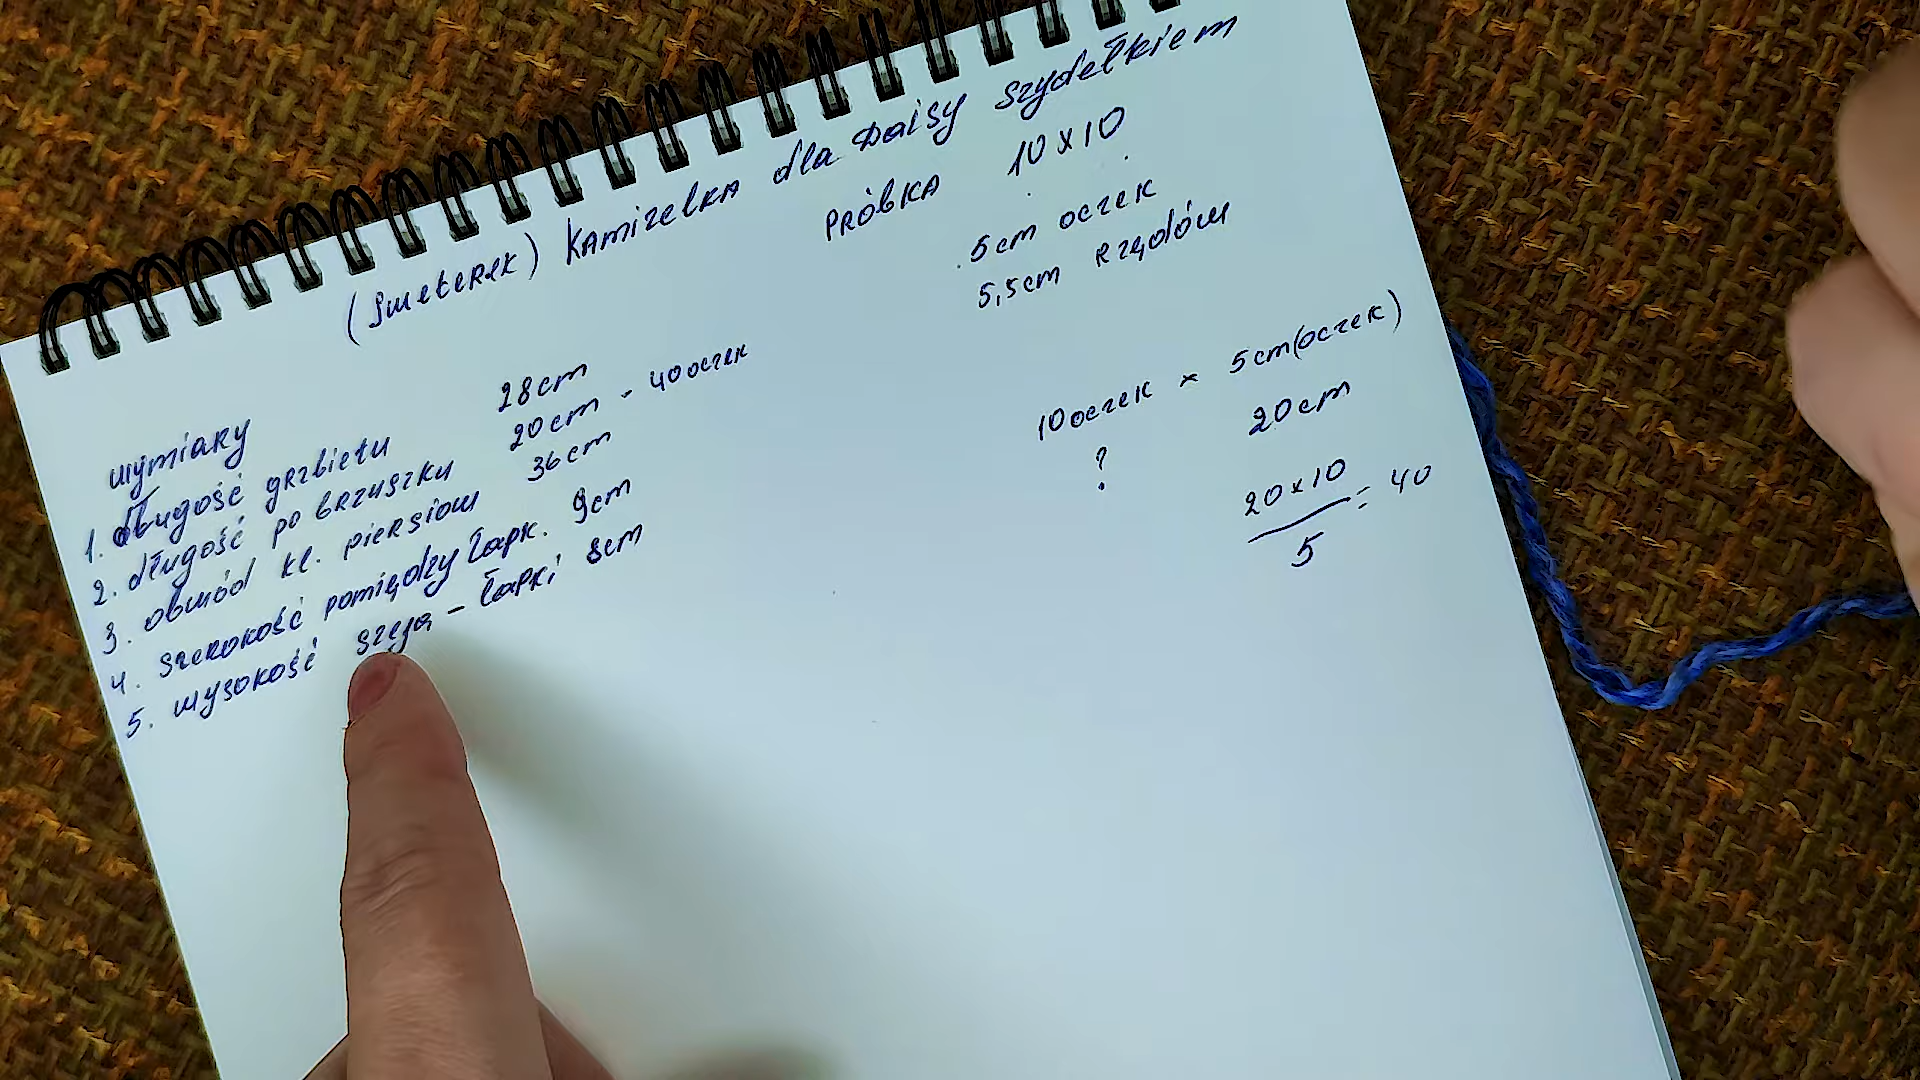 (Sweterek) Kamizelka dla Daisy szydełkiem
PRÓBKA 10 x 10
5cm oczek
5,5cm rzędów
wymiary
1. długość grzbietu 28cm
2. długość po brzuszku 20cm - 40 oczek
3. obwód kl. piersiow 36cm
4. szerokość pomiędzy łapk. 9cm
5. wysokość szyja - łapki 8cm
10 oczek x 5cm(oczek)
? 20cm
20x10
5
= 40